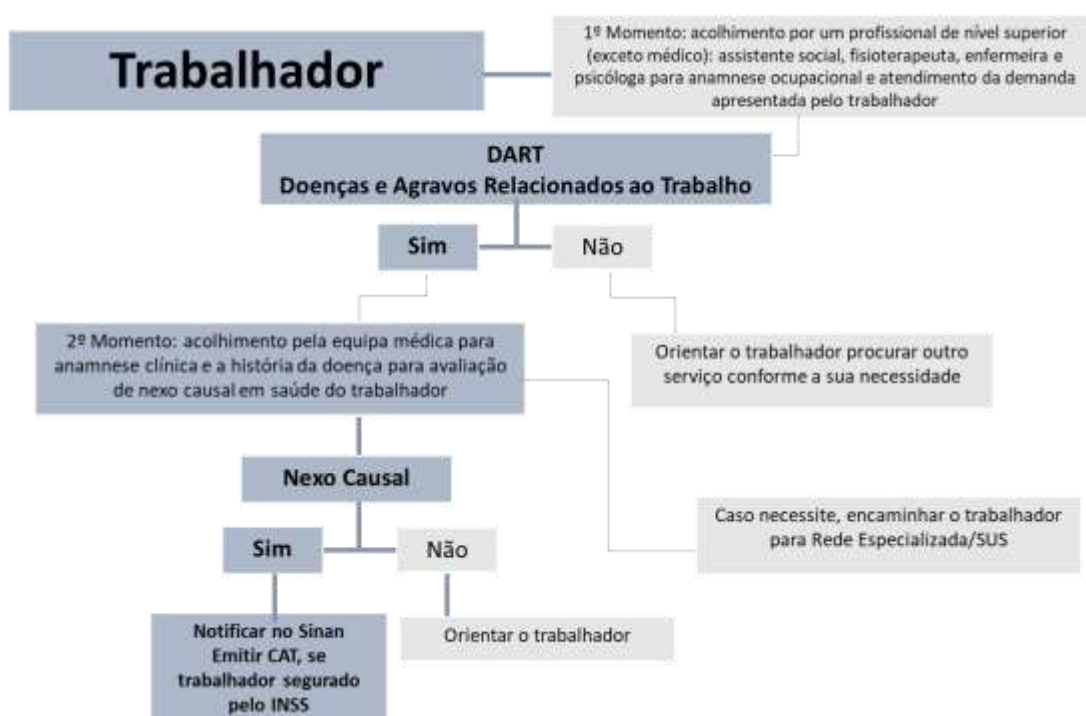 Trabalhador
1º Momento: acolhimento por um profissional de nível superior
(exceto médico): assistente social, fisioterapeuta, enfermeira e
psicóloga para anamnese ocupacional e atendimento da demanda
apresentada pelo trabalhador
DART
Doenças e Agravos Relacionados ao Trabalho
Sim
Não
2º Momento: acolhimento pela equipa médica para
anamnese clínica e a história da doença para avaliação
de nexo causal em saúde do trabalhador
Orientar o trabalhador procurar outro
serviço conforme a sua necessidade
Nexo Causal
Caso necessite, encaminhar o trabalhador
para Rede Especializada/SUS
Sim
Não
Notificar no Sinan
Emitir CAT, se
trabalhador segurado
pelo INSS
Orientar o trabalhador